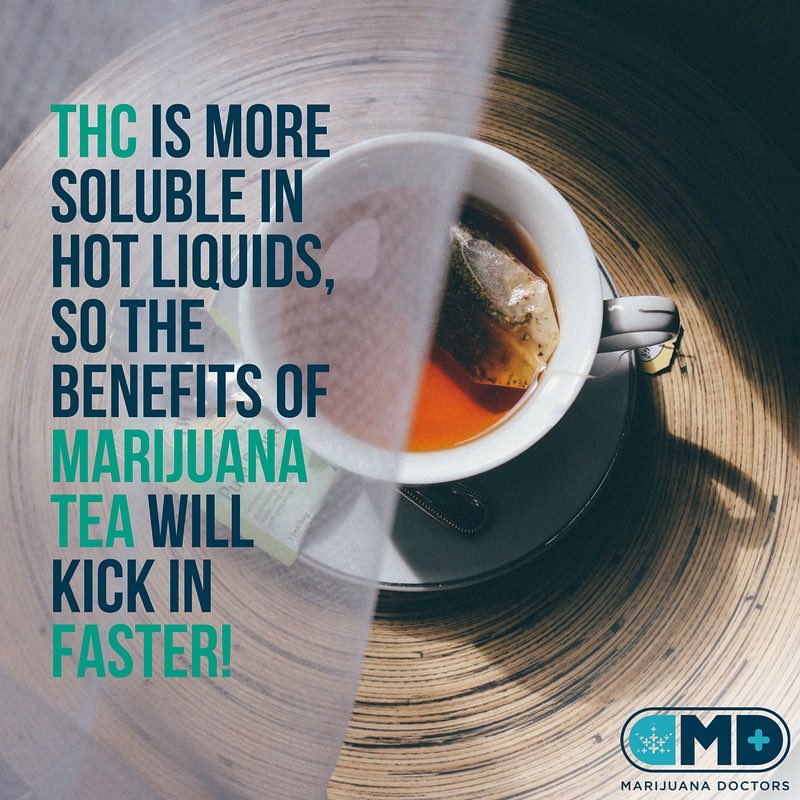 THC IS MORE
SOLUBLE IN
HOT LIQUIDS,
SO THE
BENEFITS OF
MARIJUANA
TEA WILL
KICK IN
FASTER!
MD
MARIJUANA DOCTORS